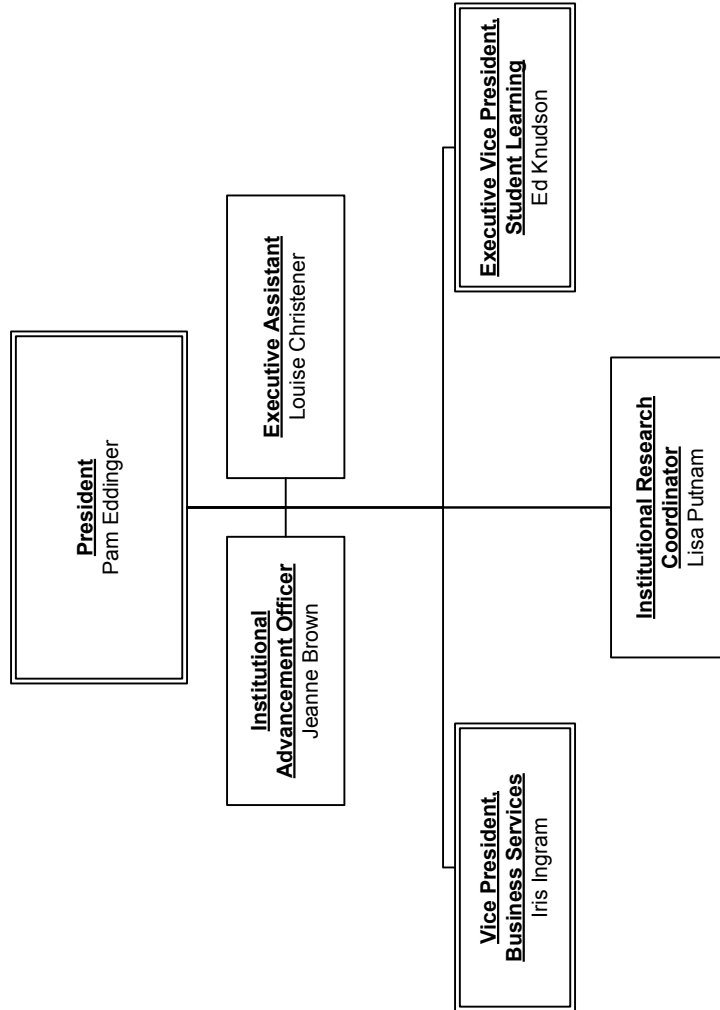 President
Pam Eddinger
Institutional
Advancement Officer
Jeanne Brown
Executive Assistant
Louise Christener
Vice President,
Business Services
Iris Ingram
Institutional Research
Coordinator
Lisa Putnam
Executive Vice President,
Student Learning
Ed Knudson